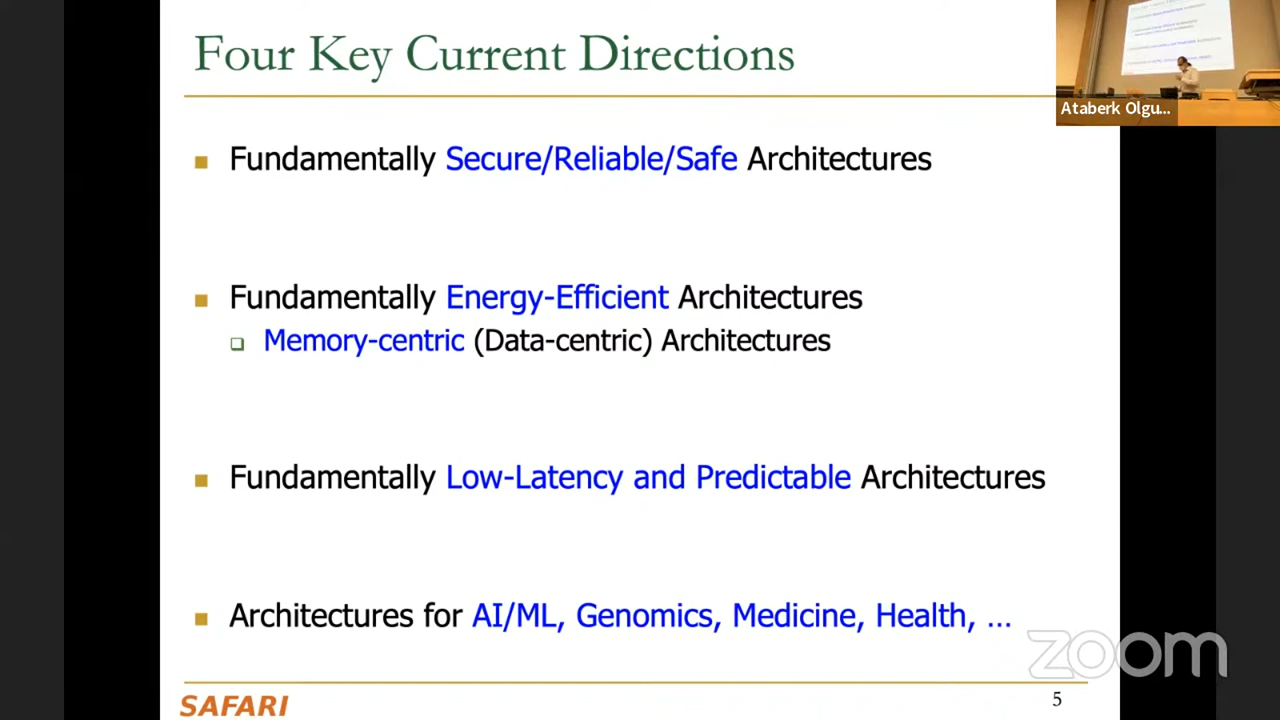 Four Key Current Directions
Ataberk Olgu...
Fundamentally Secure/Reliable/Safe Architectures
Fundamentally Energy-Efficient Architectures
Memory-centric (Data-centric) Architectures
Fundamentally Low-Latency and Predictable Architectures
Architectures for AI/ML, Genomics, Medicine, Health, ...
zoom
SAFARI
5